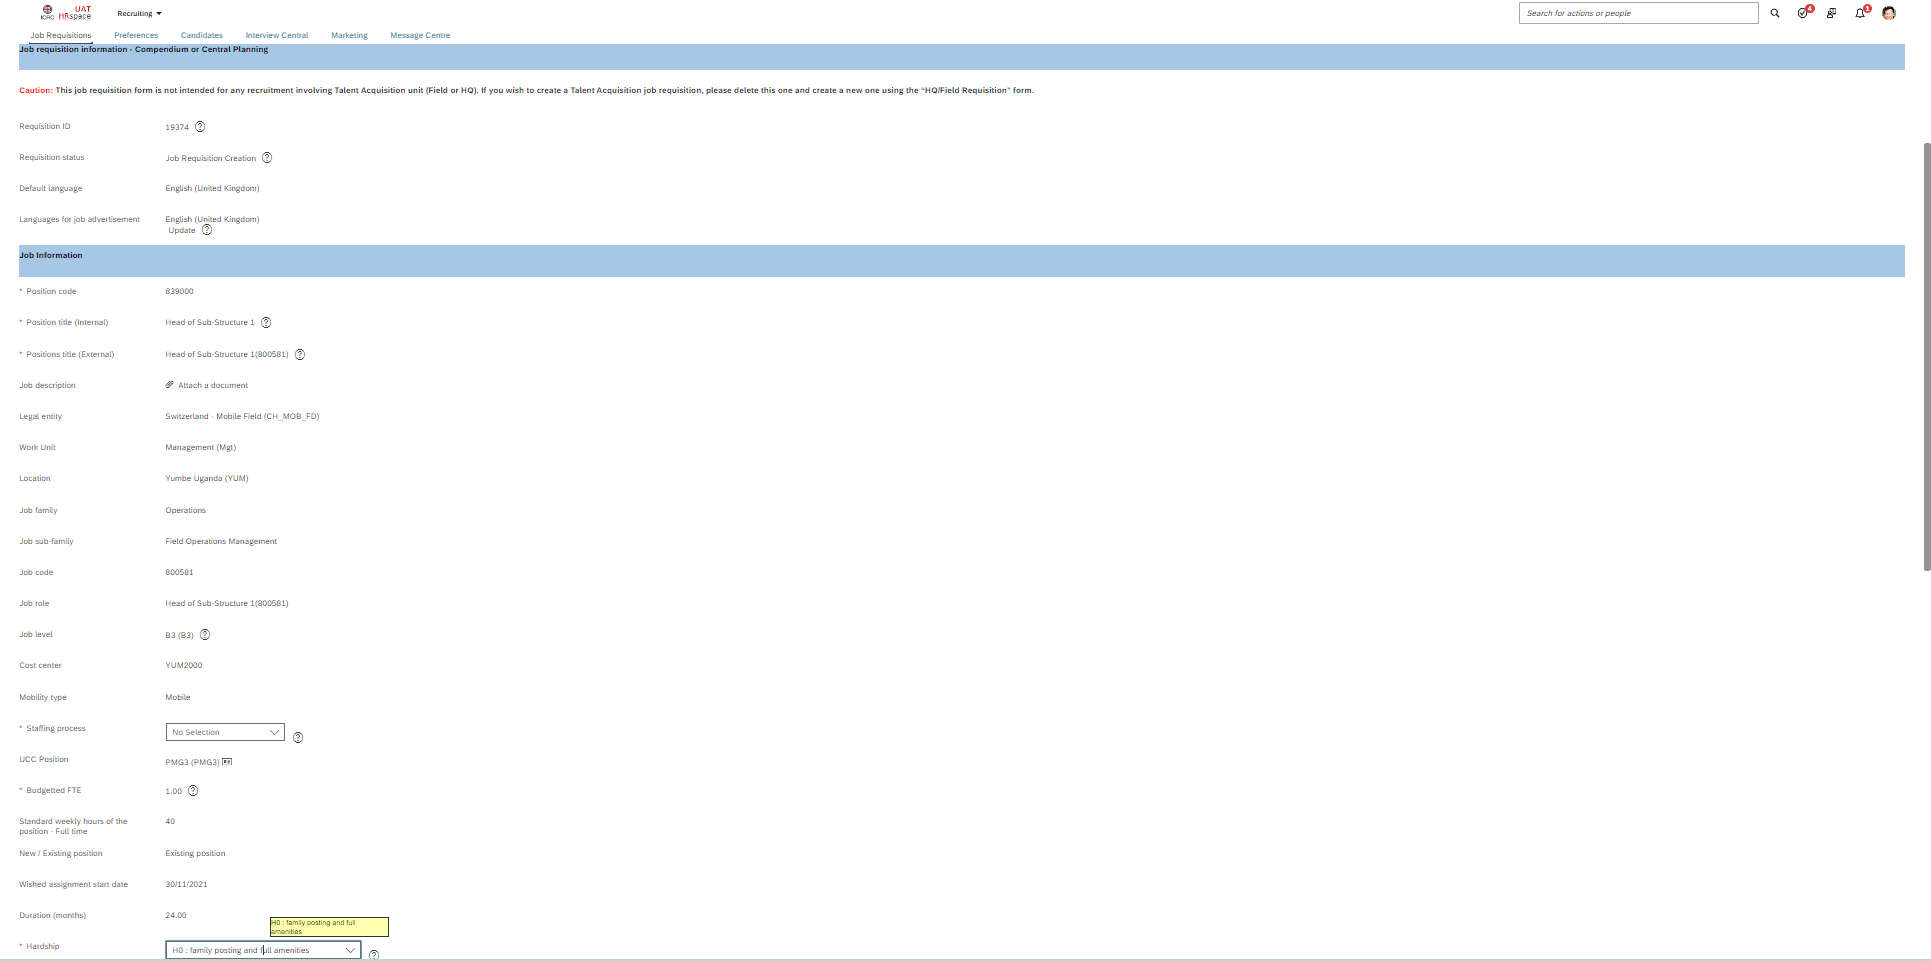 ICRC
UAT
HRspace
Recruiting
Search for actions or people
4
1
Job Requisitions
Preferences
Candidates
Interview Central
Marketing
Message Centre
Job requisition information - Compendium or Central Planning
Caution: This job requisition form is not intended for any recruitment involving Talent Acquisition unit (Field or HQ). If you wish to create a Talent Acquisition job requisition, please delete this one and create a new one using the "HQ/Field Requisition" form.
Requisition ID 19374 ?
Requisition status Job Requisition Creation ?
Default language English (United Kingdom)
Languages for job advertisement English (United Kingdom)
Update ?
Job Information
* Position code 839000
* Position title (Internal) Head of Sub-Structure 1 ?
* Positions title (External) Head of Sub-Structure 1(800581) ?
Job description Attach a document
Legal entity Switzerland - Mobile Field (CH_MOB_FD)
Work Unit Management (Mgt)
Location Yumbe Uganda (YUM)
Job family Operations
Job sub-family Field Operations Management
Job code 800581
Job role Head of Sub-Structure 1(800581)
Job level B3 (B3) ?
Cost center YUM2000
Mobility type Mobile
* Staffing process No Selection ?
UCC Position PMG3 (PMG3)
* Budgetted FTE 1.00 ?
Standard weekly hours of the 40
position - Full time
New / Existing position Existing position
Wished assignment start date 30/11/2021
Duration (months) 24.00
H0 : family posting and full
amenities
* Hardship H0 : family posting and full amenities ?